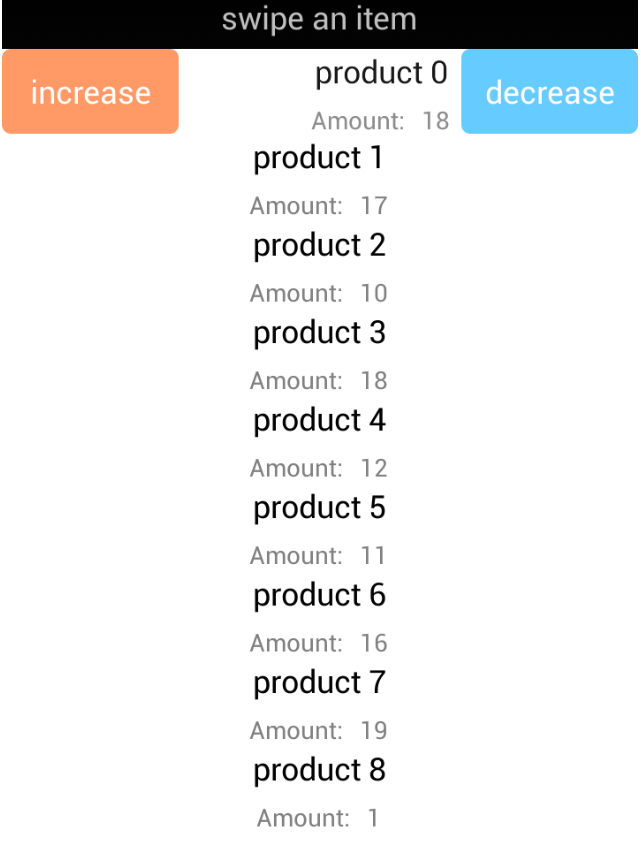 swipe an item
increase
product 0
decrease
Amount: 18
product 1
Amount: 17
product 2
Amount: 10
product 3
Amount: 18
product 4
Amount: 12
product 5
Amount: 11
product 6
Amount: 16
product 7
Amount: 19
product 8
Amount: 1